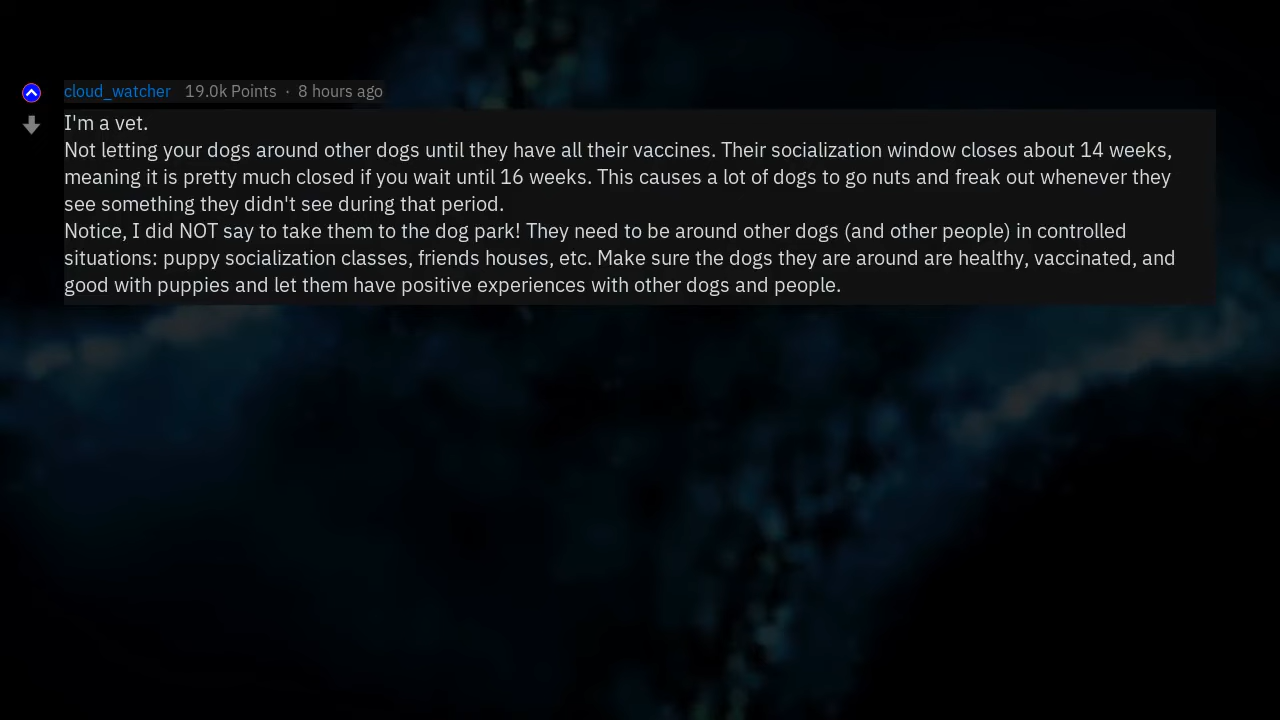 cloud_watcher 19.0k Points · 8 hours ago
I'm a vet.
Not letting your dogs around other dogs until they have all their vaccines. Their socialization window closes about 14 weeks,
meaning it is pretty much closed if you wait until 16 weeks. This causes a lot of dogs to go nuts and freak out whenever they
see something they didn't see during that period.
Notice, I did NOT say to take them to the dog park! They need to be around other dogs (and other people) in controlled
situations: puppy socialization classes, friends houses, etc. Make sure the dogs they are around are healthy, vaccinated, and
good with puppies and let them have positive experiences with other dogs and people.